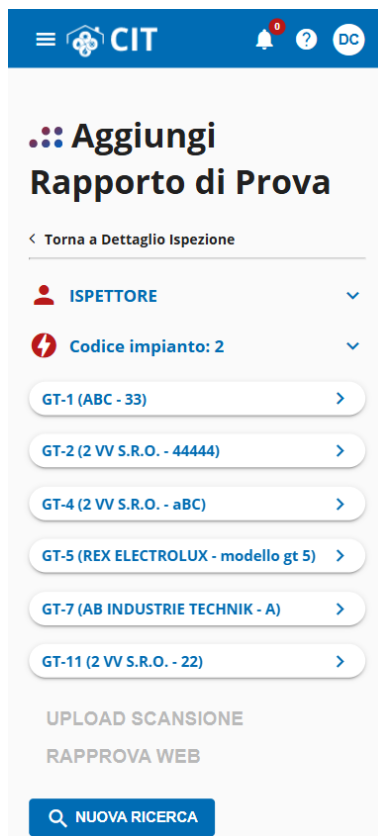 CIT
0
?
DC
Aggiungi
Rapporto di Prova
< Torna a Dettaglio Ispezione
ISPETTORE
Codice impianto: 2
GT-1 (ABC - 33)
GT-2 (2 VV S.R.O. - 44444)
GT-4 (2 VV S.R.O. - aBC)
GT-5 (REX ELECTROLUX - modello gt 5)
GT-7 (AB INDUSTRIE TECHNIK - A)
GT-11 (2 VV S.R.O. - 22)
UPLOAD SCANSIONE
RAPPROVA WEB
NUOVA RICERCA